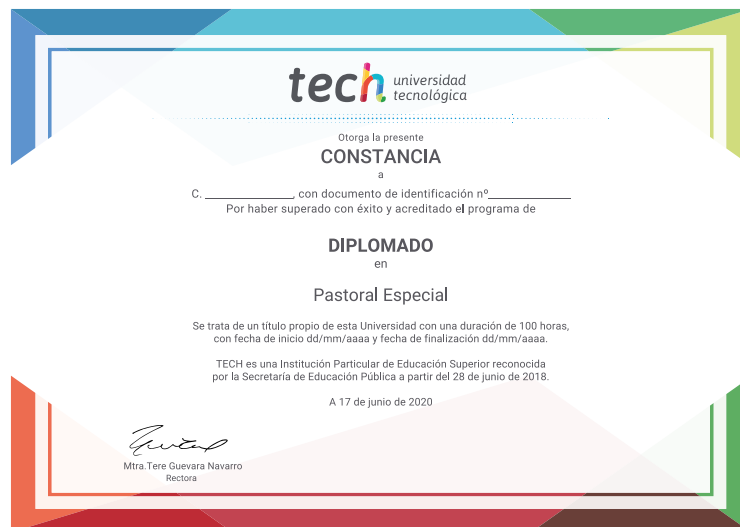 tech universidad
tecnológica
Otorga la presente
CONSTANCIA
a
C. ______________, con documento de identificación nº______________
Por haber superado con éxito y acreditado el programa de
DIPLOMADO
en
Pastoral Especial
Se trata de un título propio de esta Universidad con una duración de 100 horas,
con fecha de inicio dd/mm/aaaa y fecha de finalización dd/mm/aaaa.
TECH es una Institución Particular de Educación Superior reconocida
por la Secretaría de Educación Pública a partir del 28 de junio de 2018.
A 17 de junio de 2020
Mtra.Tere Guevara Navarro
Rectora